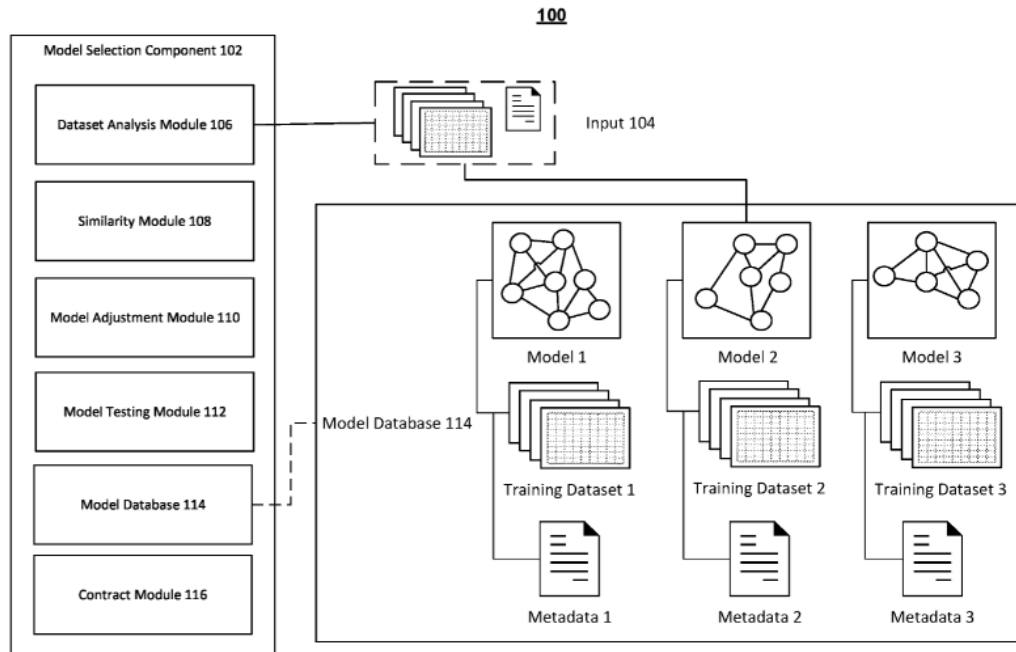 100
Model Selection Component 102
Dataset Analysis Module 106
Input 104
Similarity Module 108
Model Adjustment Module 110
Model Testing Module 112
Model Database 114
Contract Module 116
Model Database 114
Model 1
Model 2
Model 3
Training Dataset 1
Training Dataset 2
Training Dataset 3
Metadata 1
Metadata 2
Metadata 3